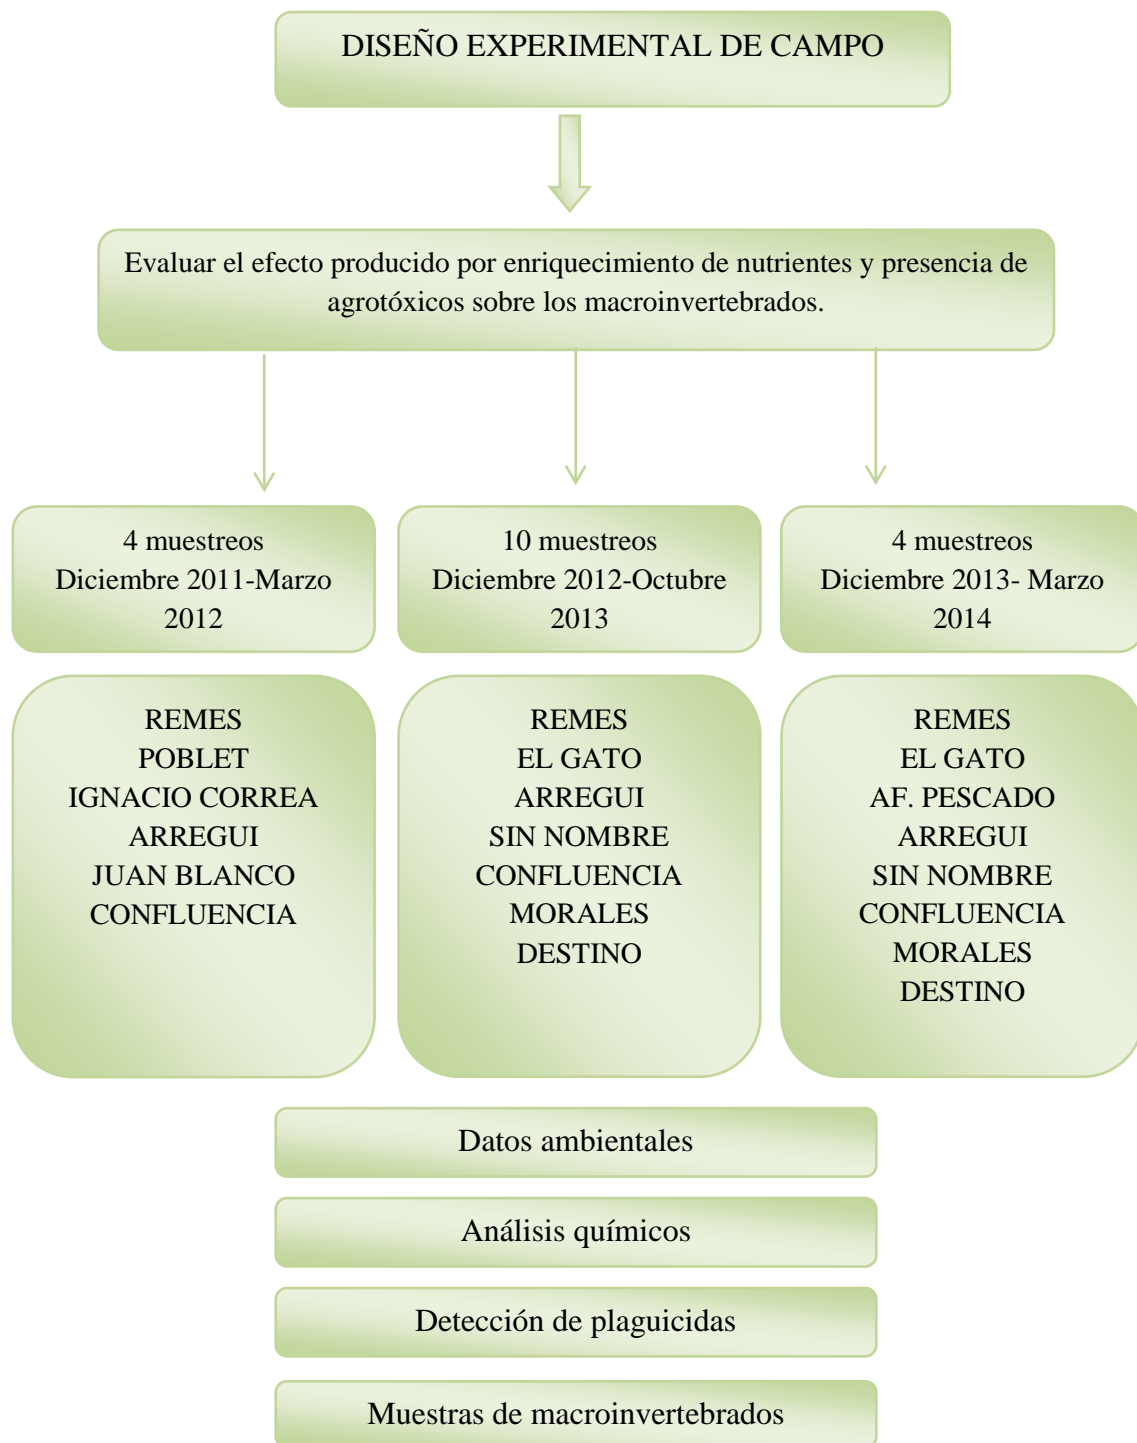 DISEÑO EXPERIMENTAL DE CAMPO
Evaluar el efecto producido por enriquecimiento de nutrientes y presencia de
agrotóxicos sobre los macroinvertebrados.
4 muestreos
Diciembre 2011-Marzo
2012
10 muestreos
Diciembre 2012-Octubre
2013
4 muestreos
Diciembre 2013- Marzo
2014
REMES
POBLET
IGNACIO CORREA
ARREGUI
JUAN BLANCO
CONFLUENCIA
REMES
EL GATO
ARREGUI
SIN NOMBRE
CONFLUENCIA
MORALES
DESTINO
REMES
EL GATO
AF. PESCADO
ARREGUI
SIN NOMBRE
CONFLUENCIA
MORALES
DESTINO
Datos ambientales
Análisis químicos
Detección de plaguicidas
Muestras de macroinvertebrados